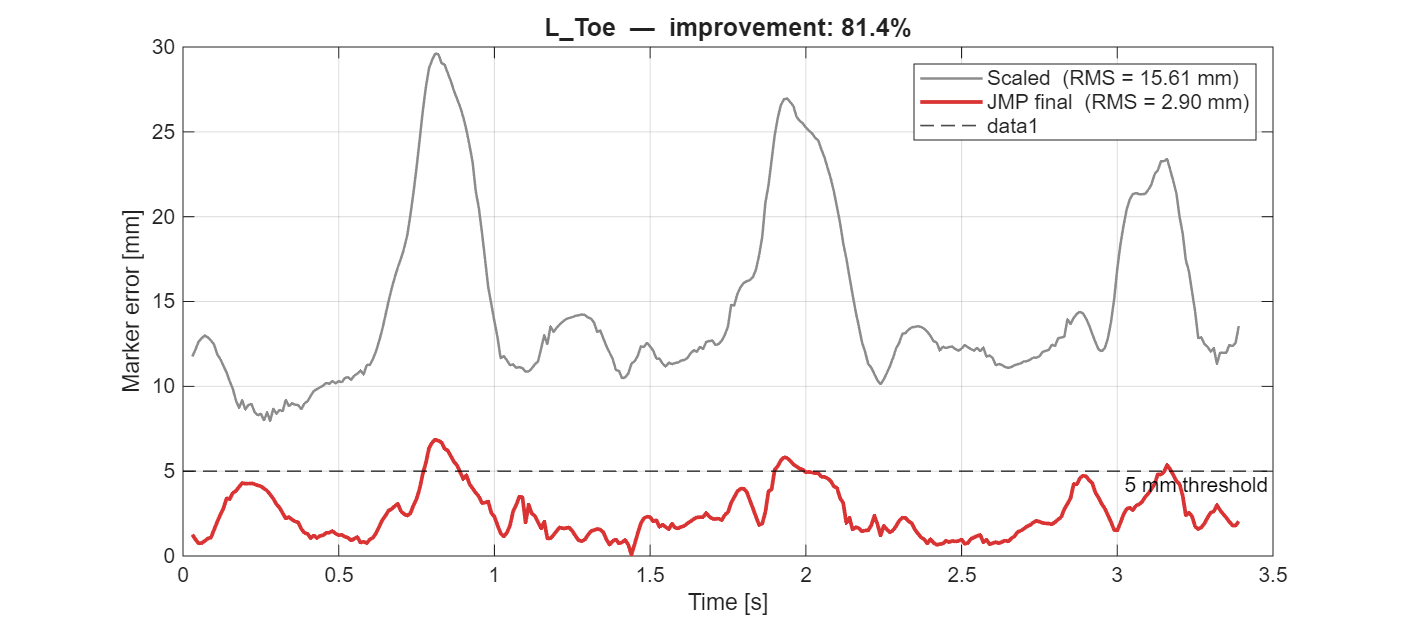 L_Toe — improvement: 81.4%
30
25
20
15
10
5
0
Marker error [mm]
Scaled (RMS = 15.61 mm)
JMP final (RMS = 2.90 mm)
data1
5 mm threshold
0 0.5 1 1.5 2 2.5 3 3.5
Time [s]